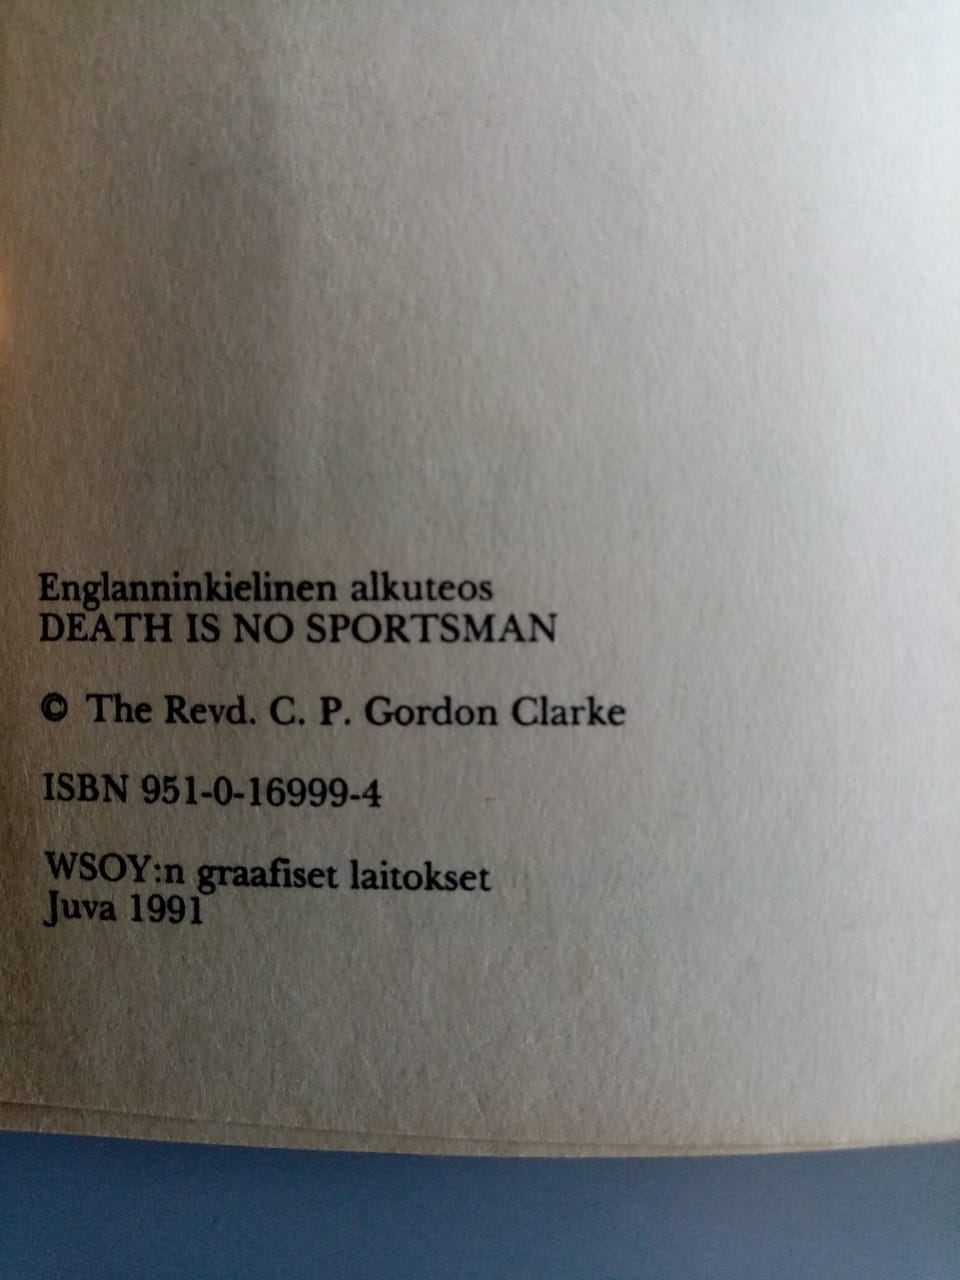 Englanninkielinen alkuteos
DEATH IS NO SPORTSMAN
© The Revd. C. P. Gordon Clarke
ISBN 951-0-16999-4
WSOY:n graafiset laitokset
Juva 1991